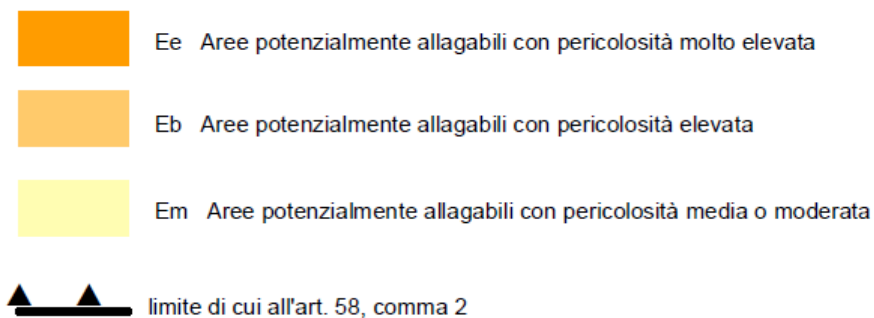 Ee Aree potenzialmente allagabili con pericolosità molto elevata
Eb Aree potenzialmente allagabili con pericolosità elevata
Em Aree potenzialmente allagabili con pericolosità media o moderata
limite di cui all'art. 58, comma 2